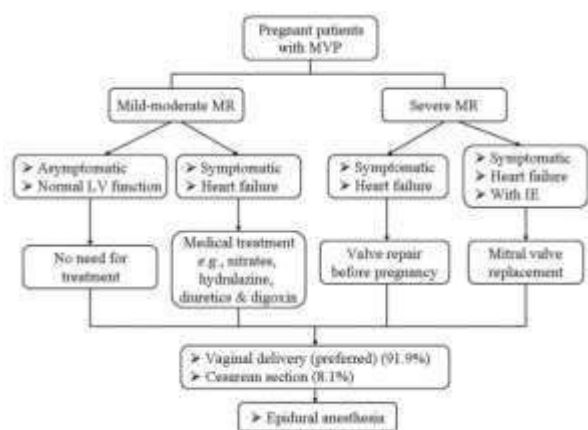 Pregnant patients
with MVP
Mild-moderate MR
Severe MR
➢ Asymptomatic
➢ Normal LV function
➢ Symptomatic
➢ Heart failure
➢ Symptomatic
➢ Heart failure
➢ Symptomatic
➢ Heart failure
➢ With IE
No need for
treatment
Medical treatment
e.g., nitrates,
hydralazine,
diuretics & digoxin
Valve repair
before pregnancy
Mitral valve
replacement
➢ Vaginal delivery (preferred) (91.9%)
➢ Cesarean section (8.1%)
➢ Epidural anesthesia